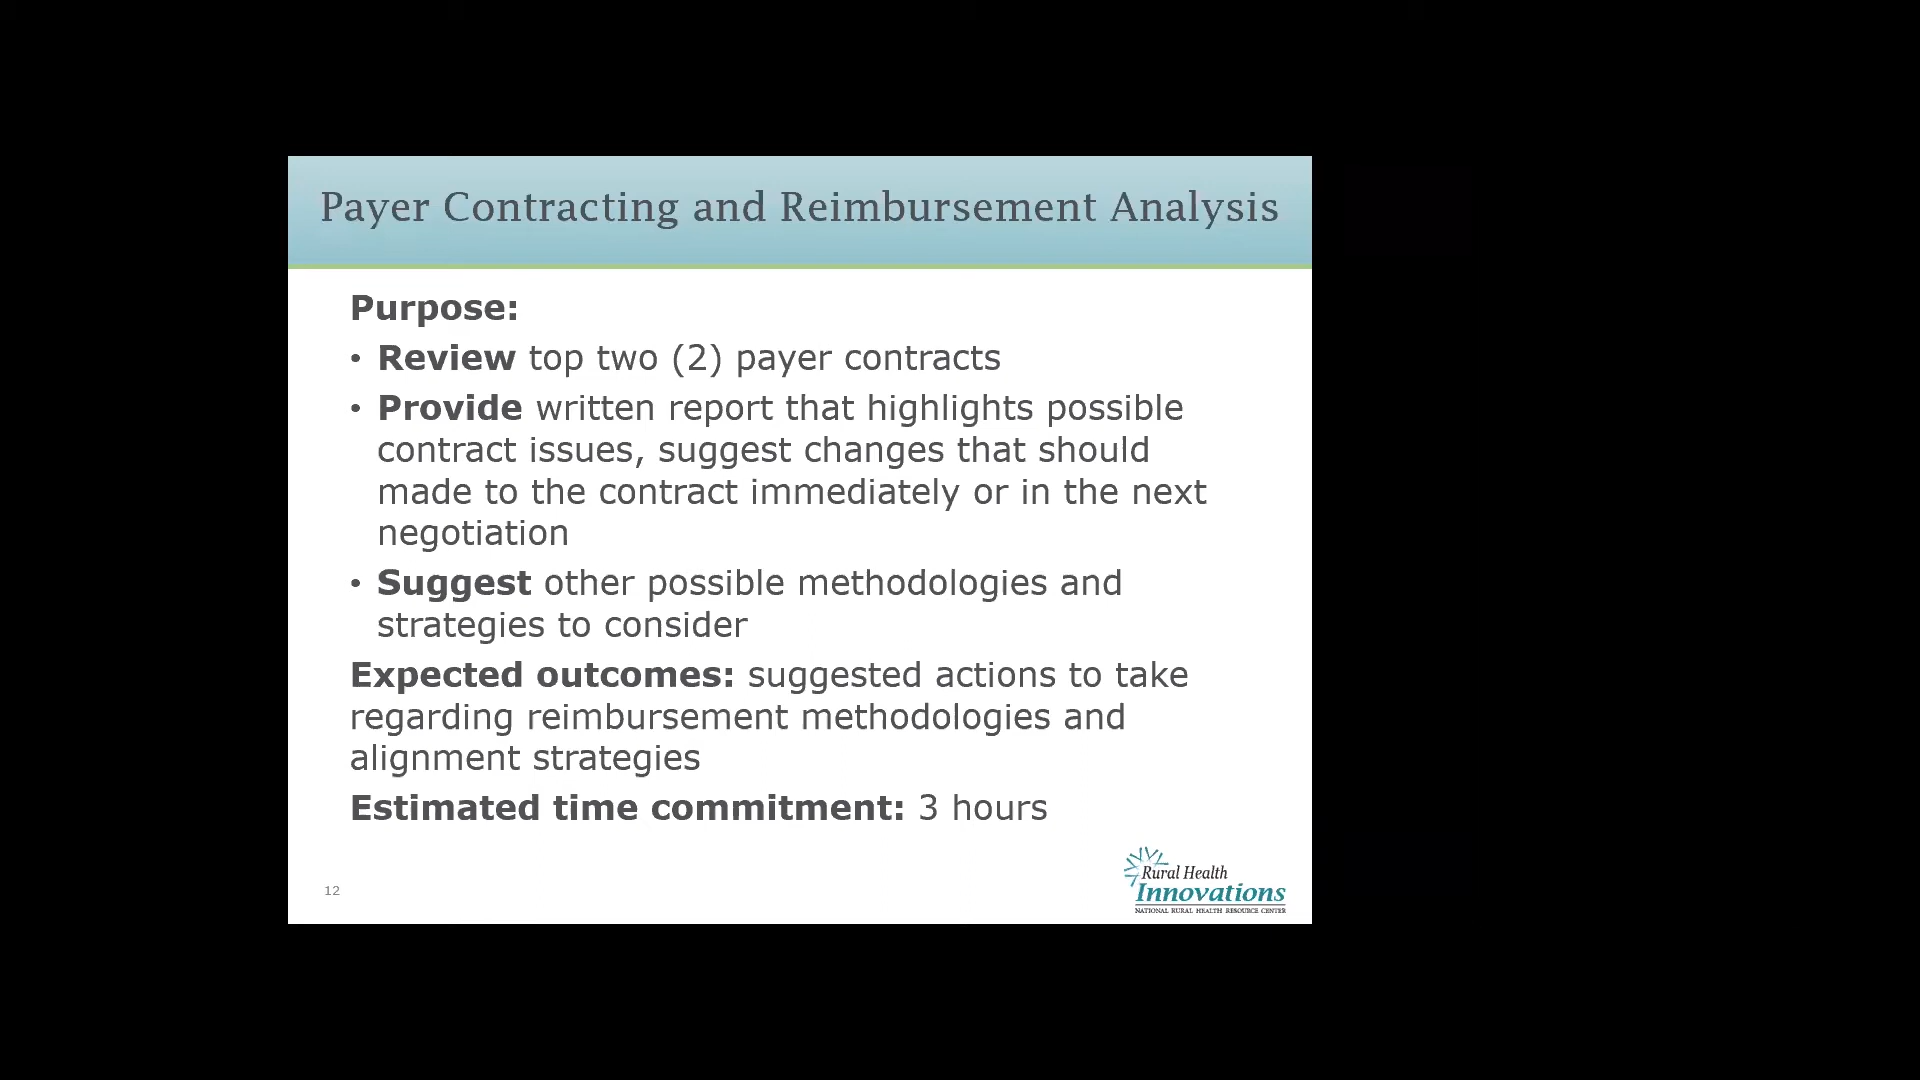 Payer Contracting and Reimbursement Analysis
Purpose:
• Review top two (2) payer contracts
• Provide written report that highlights possible
contract issues, suggest changes that should
made to the contract immediately or in the next
negotiation
• Suggest other possible methodologies and
strategies to consider
Expected outcomes: suggested actions to take
regarding reimbursement methodologies and
alignment strategies
Estimated time commitment: 3 hours
12
Rural Health
Innovations
NATIONAL RURAL HEALTH RESOURCE CENTER